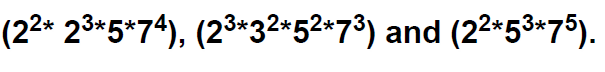 (2²* 2³*5*7⁴), (2³*3²*5²*7³) and (2²*5³*7⁵).